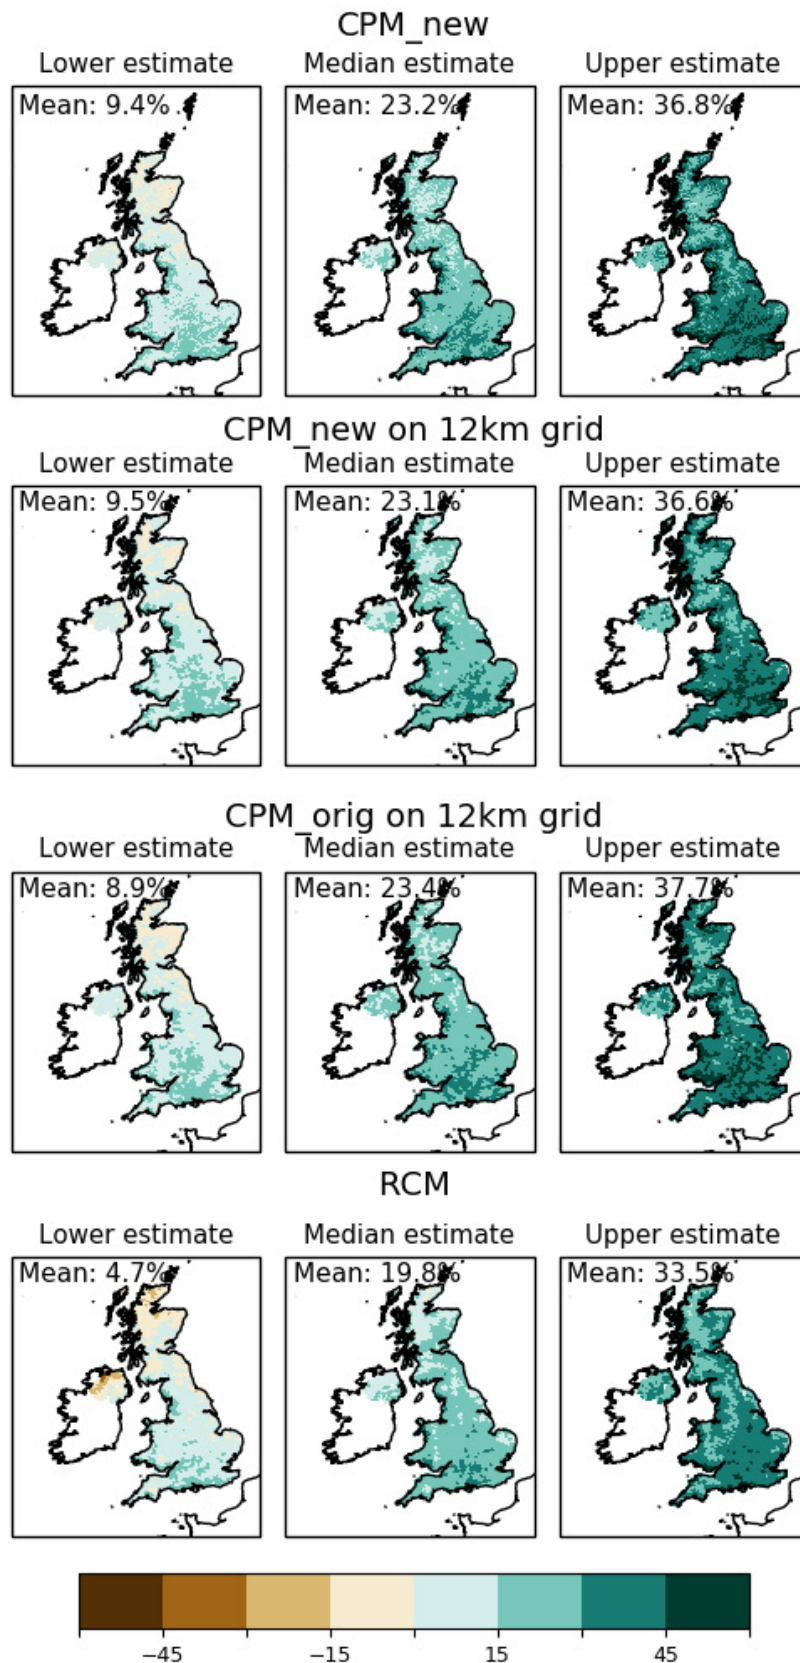 CPM_new
Lower estimate Median estimate Upper estimate
Mean: 9.4% Mean: 23.2% Mean: 36.8%
CPM_new on 12km grid
Lower estimate Median estimate Upper estimate
Mean: 9.5% Mean: 23.1% Mean: 36.6%
CPM_orig on 12km grid
Lower estimate Median estimate Upper estimate
Mean: 8.9% Mean: 23.4% Mean: 37.7%
RCM
Lower estimate Median estimate Upper estimate
Mean: 4.7% Mean: 19.8% Mean: 33.5%
−45 −15 15 45